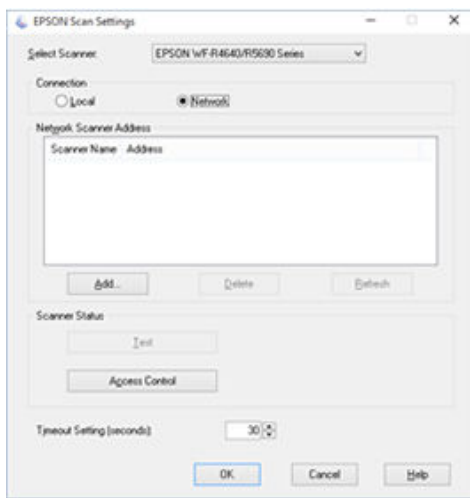 EPSON Scan Settings
Select Scanner: EPSON WF-R4640/R5690 Series
Connection
Local Network
Network Scanner Address
Scanner Name Address
Add... Delete Refresh
Scanner Status
Test
Access Control
Timeout Setting (seconds): 30
OK Cancel Help